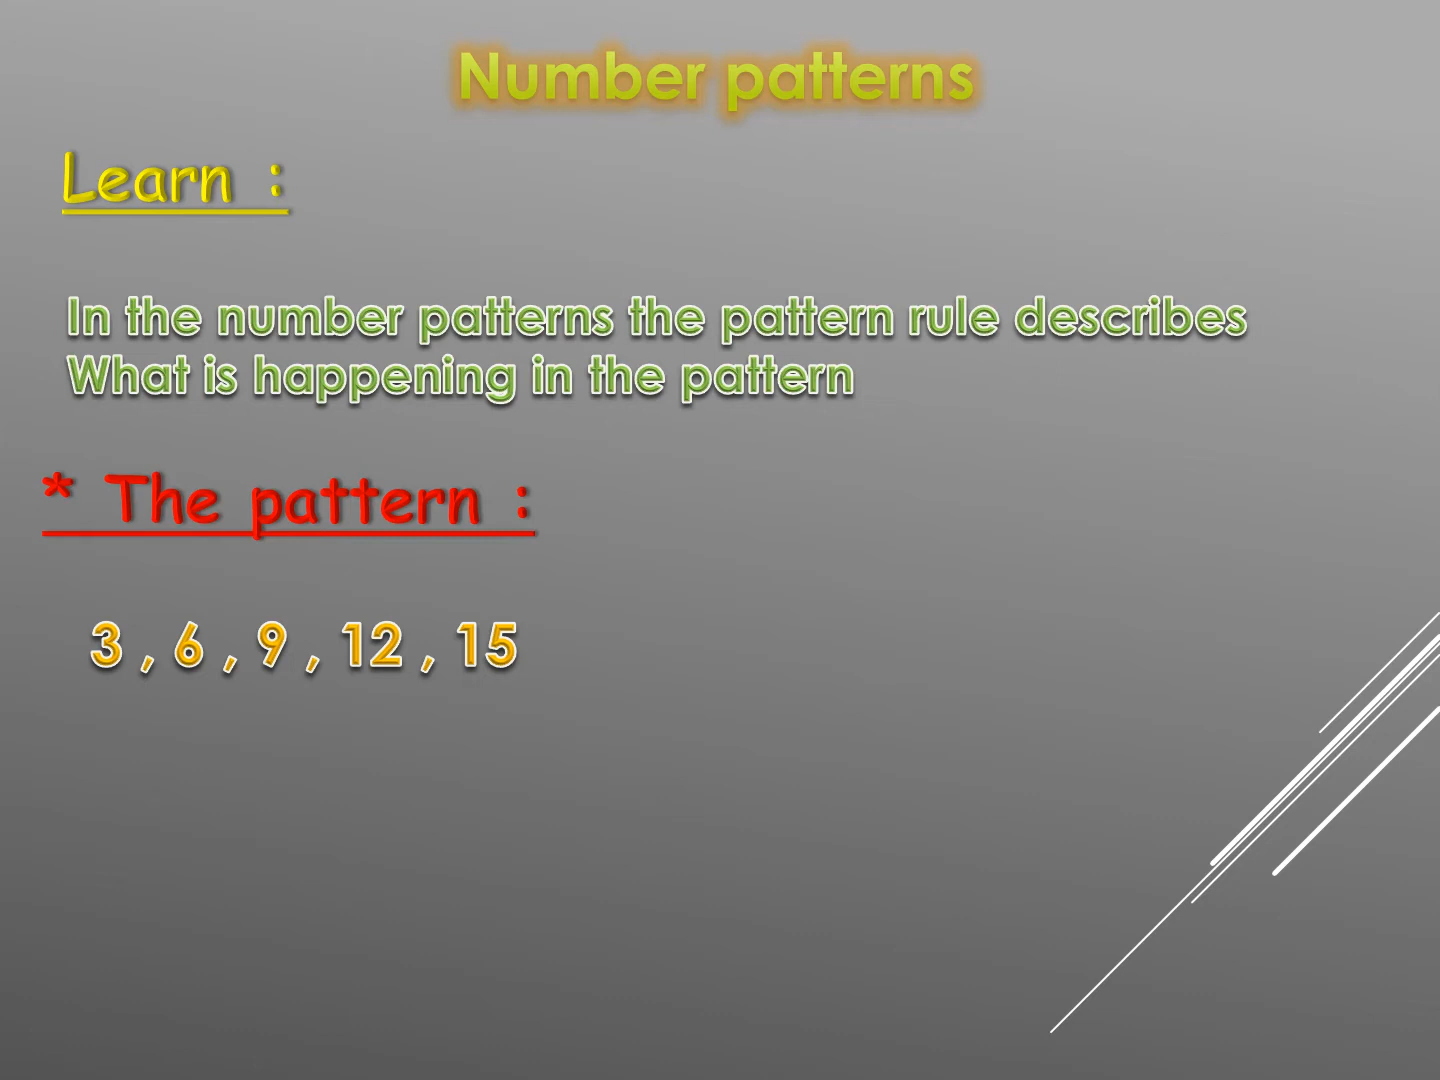 Number patterns
Learn :
In the number patterns the pattern rule describes
What is happening in the pattern
* The pattern :
3 , 6 , 9 , 12 , 15